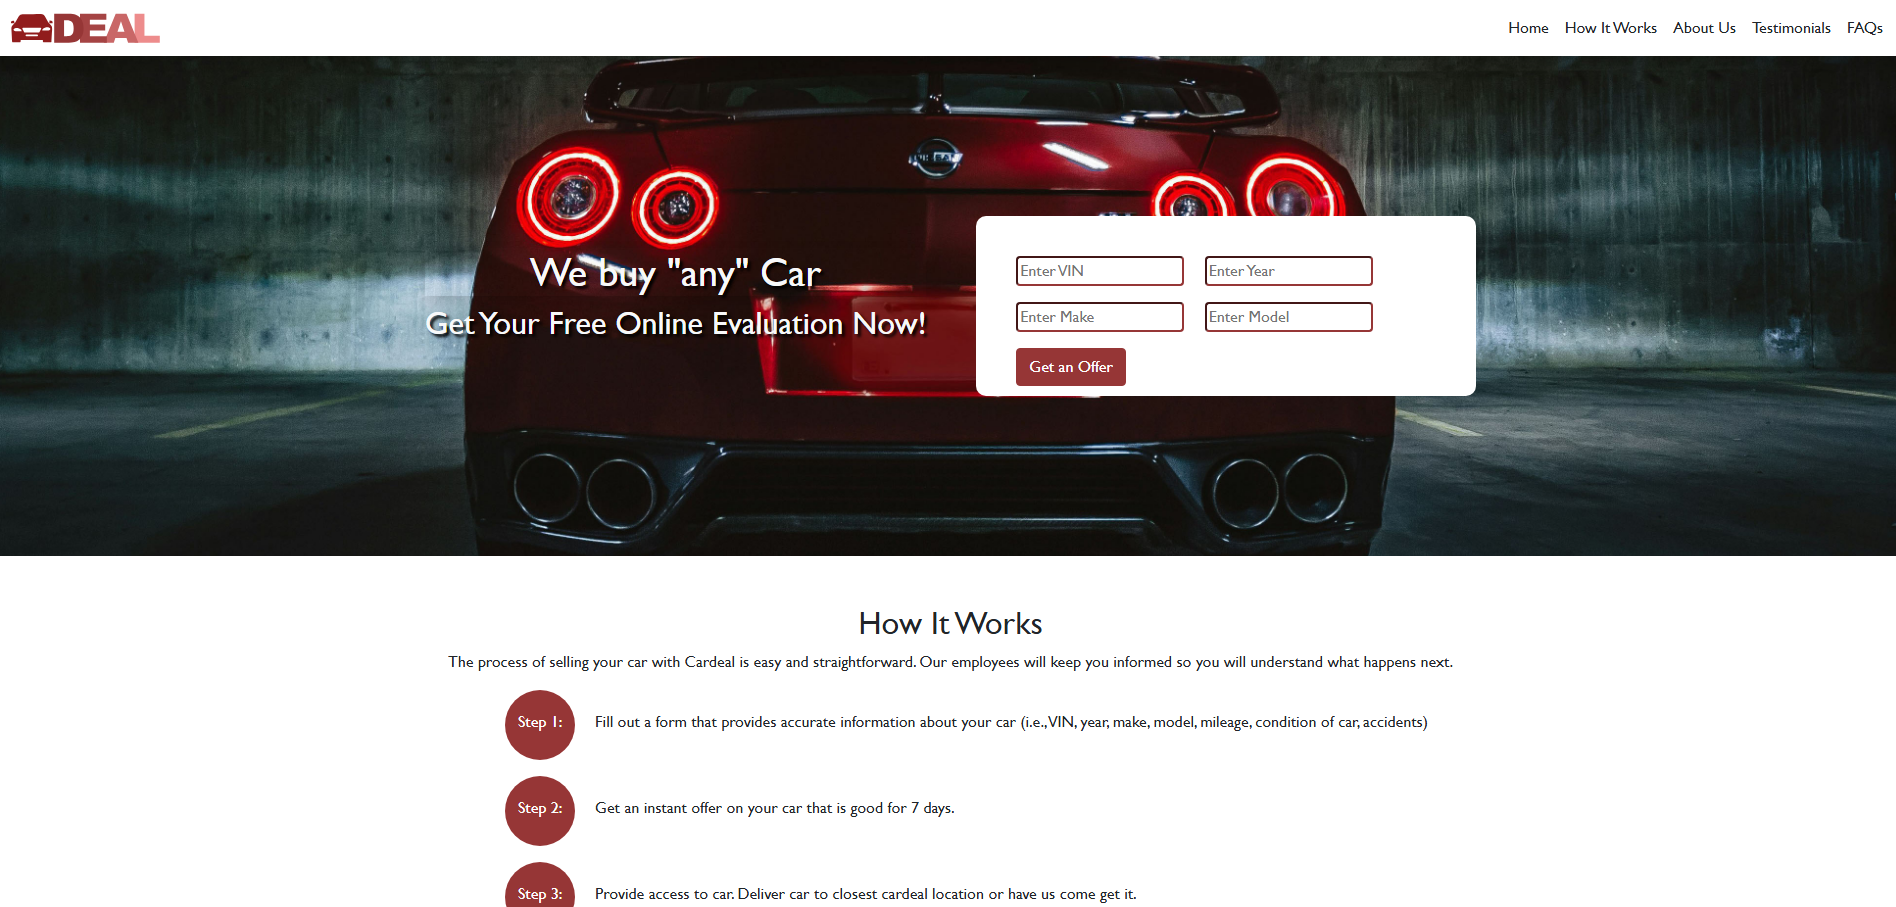 DEAL
Home How It Works About Us Testimonials FAQs
NISSAN
We buy "any" Car
Get Your Free Online Evaluation Now!
Enter VIN Enter Year
Enter Make Enter Model
Get an Offer
How It Works
The process of selling your car with Cardeal is easy and straightforward. Our employees will keep you informed so you will understand what happens next.
Step 1: Fill out a form that provides accurate information about your car (i.e., VIN, year, make, model, mileage, condition of car, accidents)
Step 2: Get an instant offer on your car that is good for 7 days.
Step 3: Provide access to car. Deliver car to closest cardeal location or have us come get it.